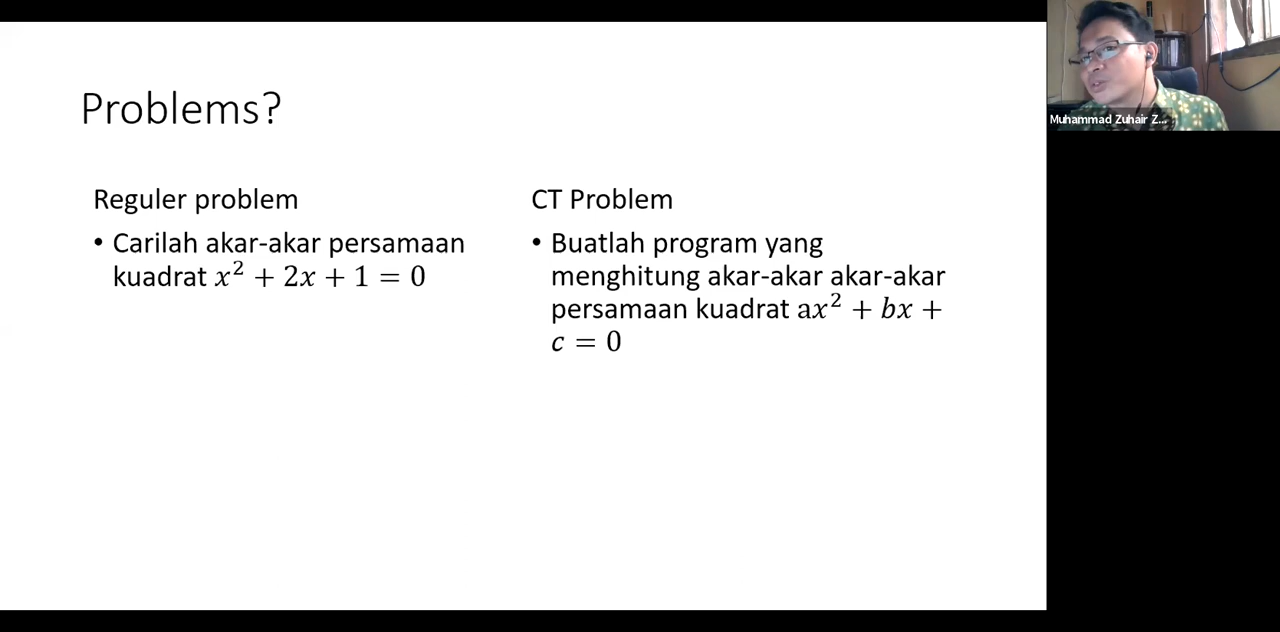 Problems?
Reguler problem
• Carilah akar-akar persamaan
kuadrat x² + 2x + 1 = 0
CT Problem
• Buatlah program yang
menghitung akar-akar akar-akar
persamaan kuadrat ax² + bx +
c = 0
Muhammad Zuhair Z...